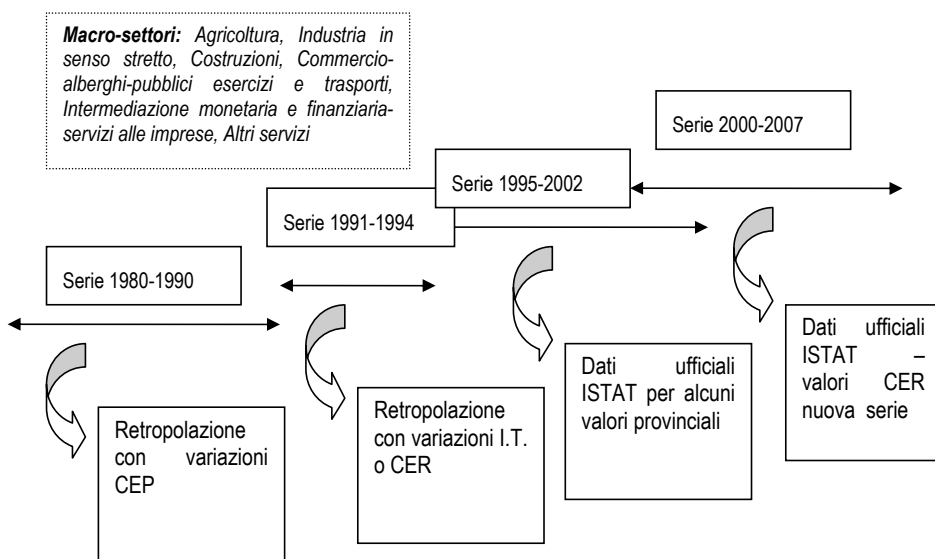 Macro-settori: Agricoltura, Industria in
senso stretto, Costruzioni, Commercio-
alberghi-pubblici esercizi e trasporti,
Intermediazione monetaria e finanziaria-
servizi alle imprese, Altri servizi
Serie 2000-2007
Serie 1995-2002
Serie 1991-1994
Serie 1980-1990
Retropolazione
con variazioni
CEP
Retropolazione
con variazioni I.T.
o CER
Dati ufficiali
ISTAT per alcuni
valori provinciali
Dati ufficiali
ISTAT –
valori CER
nuova serie